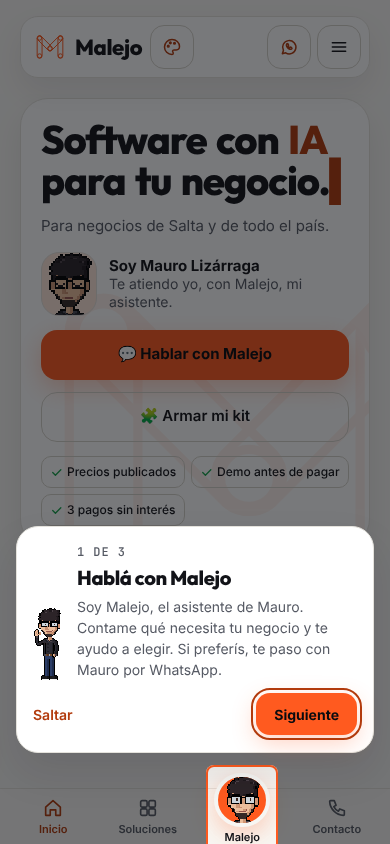 Malejo
Software con IA
para tu negocio.
Para negocios de Salta y de todo el país.
Soy Mauro Lizárraga
Te atiendo yo, con Malejo, mi
asistente.
💬 Hablar con Malejo
🧩 Armar mi kit
✓ Precios publicados
✓ Demo antes de pagar
✓ 3 pagos sin interés
1 DE 3
Hablá con Malejo
Soy Malejo, el asistente de Mauro.
Contame qué necesita tu negocio y te
ayudo a elegir. Si preferís, te paso con
Mauro por WhatsApp.
Saltar
Siguiente
Inicio
Soluciones
Malejo
Contacto